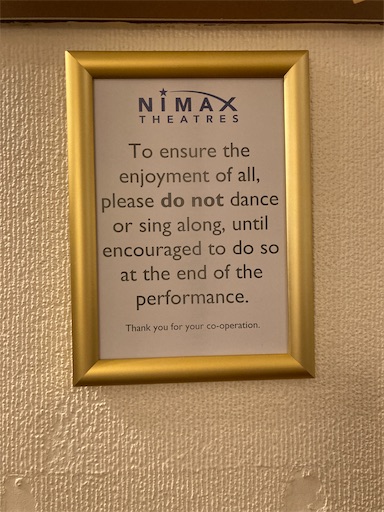 NIMAX
THEATRES
To ensure the
enjoyment of all,
please do not dance
or sing along, until
encouraged to do so
at the end of the
performance.
Thank you for your co-operation.